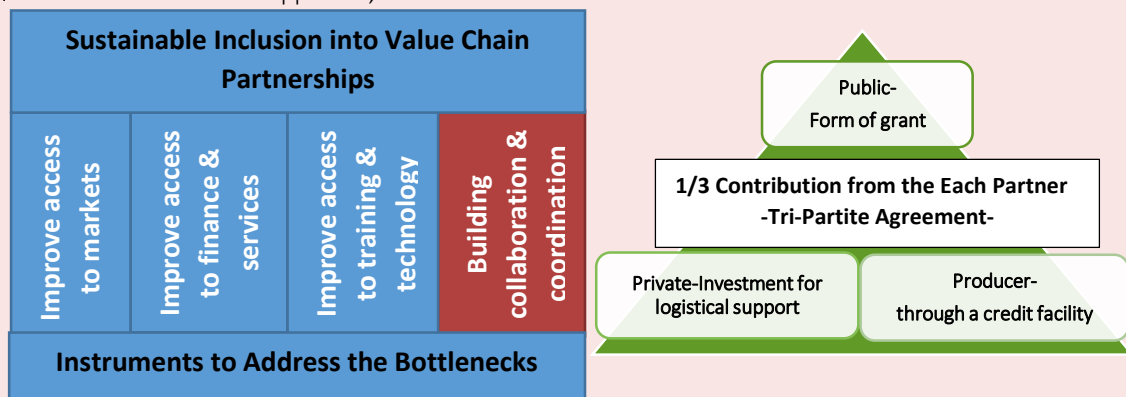 Sustainable Inclusion into Value Chain
Partnerships
Improve access
to markets
Improve access
to finance &
services
Improve access
to training &
technology
Building
collaboration &
coordination
Instruments to Address the Bottlenecks
Public-
Form of grant
1/3 Contribution from the Each Partner
-Tri-Partite Agreement-
Private-Investment for
logistical support
Producer-
through a credit facility